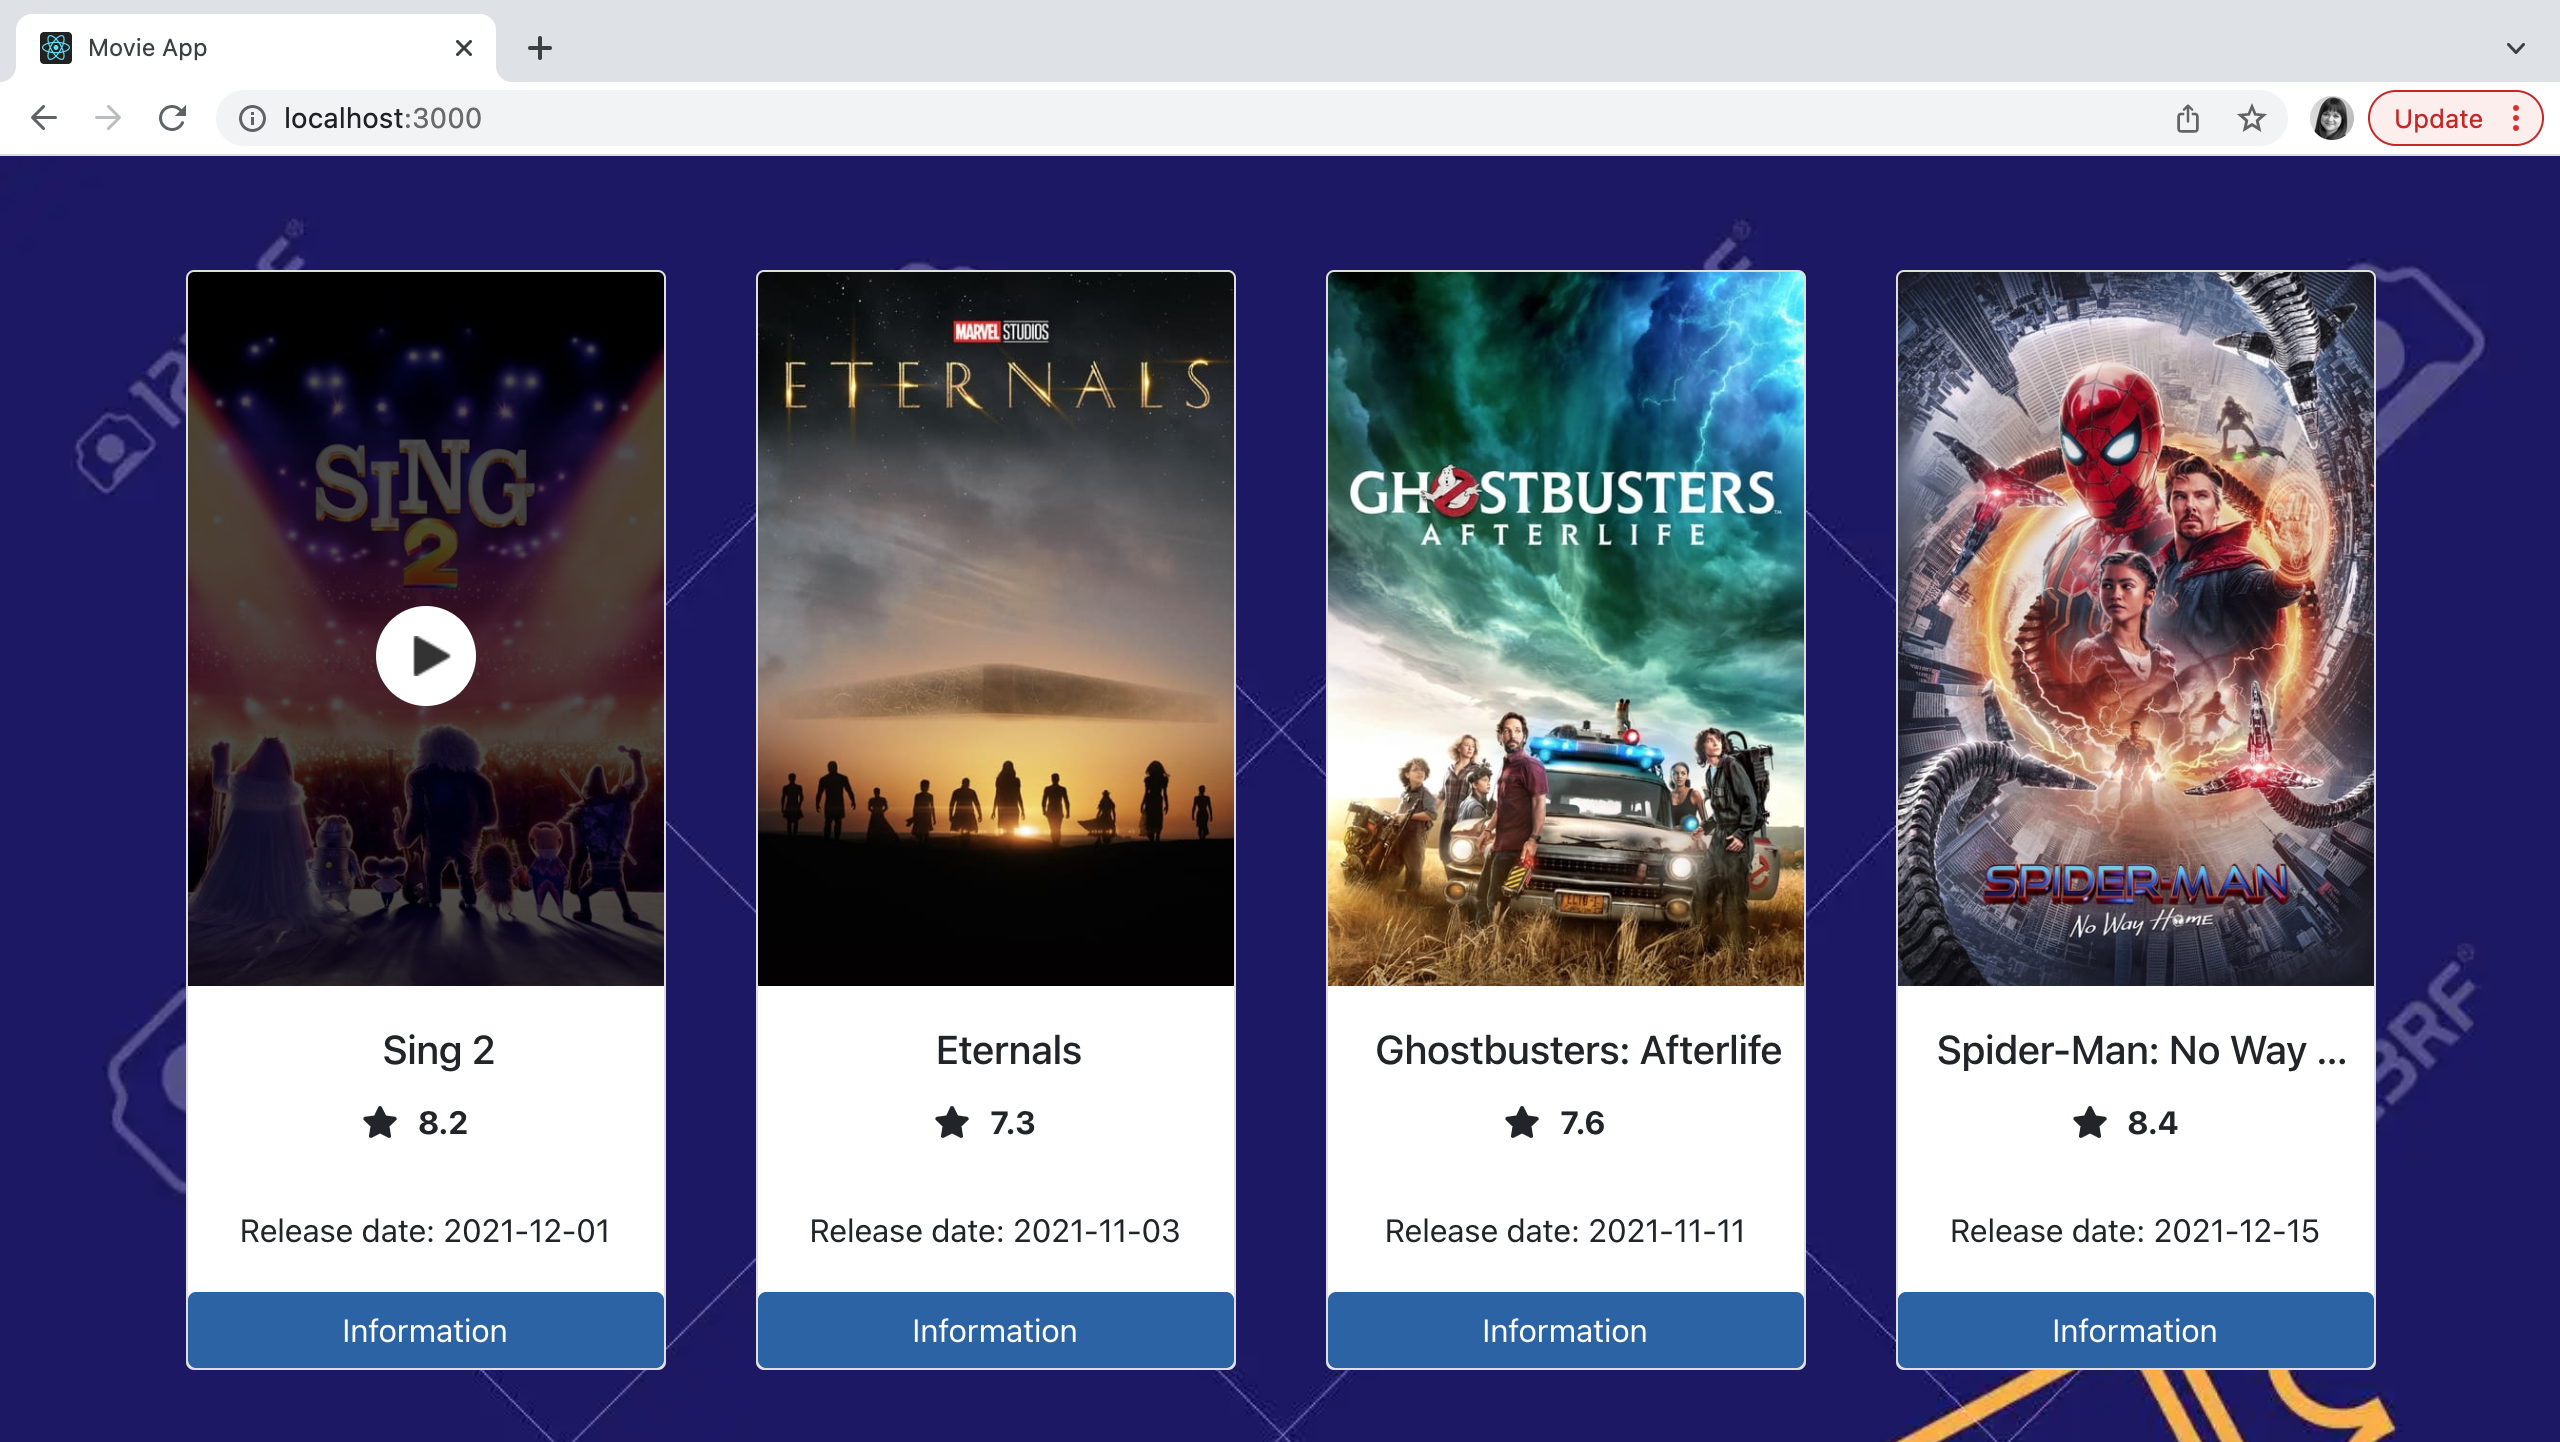 Movie App
localhost:3000
Update
SING
2
MARVEL STUDIOS
ETERNALS
GHOSTBUSTERS
AFTERLIFE
SPIDER-MAN
No Way Home
Sing 2
Eternals
Ghostbusters: Afterlife
Spider-Man: No Way ...
8.2
7.3
7.6
8.4
Release date: 2021-12-01
Release date: 2021-11-03
Release date: 2021-11-11
Release date: 2021-12-15
Information
Information
Information
Information